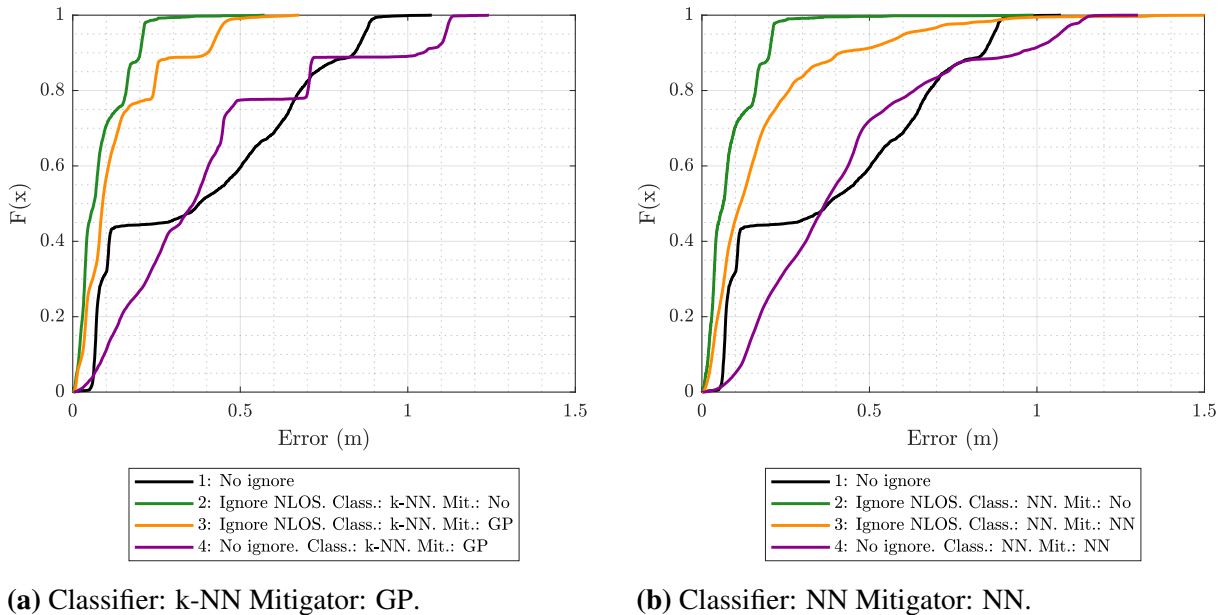 1
0.8
0.6
0.4
0.2
0
F(x)
0
0.5
1
1.5
Error (m)
1: No ignore
2: Ignore NLOS. Class.: k-NN. Mit.: No
3: Ignore NLOS. Class.: k-NN. Mit.: GP
4: No ignore. Class.: k-NN. Mit.: GP
(a) Classifier: k-NN Mitigator: GP.
1
0.8
0.6
0.4
0.2
0
F(x)
0
0.5
1
1.5
Error (m)
1: No ignore
2: Ignore NLOS. Class.: NN. Mit.: No
3: Ignore NLOS. Class.: NN. Mit.: NN
4: No ignore. Class.: NN. Mit.: NN
(b) Classifier: NN Mitigator: NN.